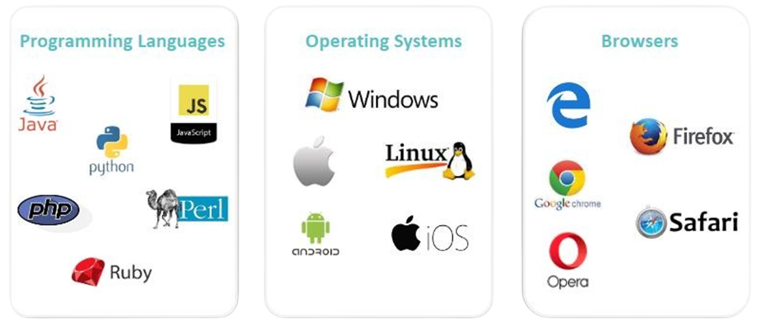 Programming Languages
Java
JS
JavaScript
python
php
Perl
Ruby
Operating Systems
Windows
Linux
ANDROID
iOS
Browsers
e
Firefox
Google chrome
Safari
Opera